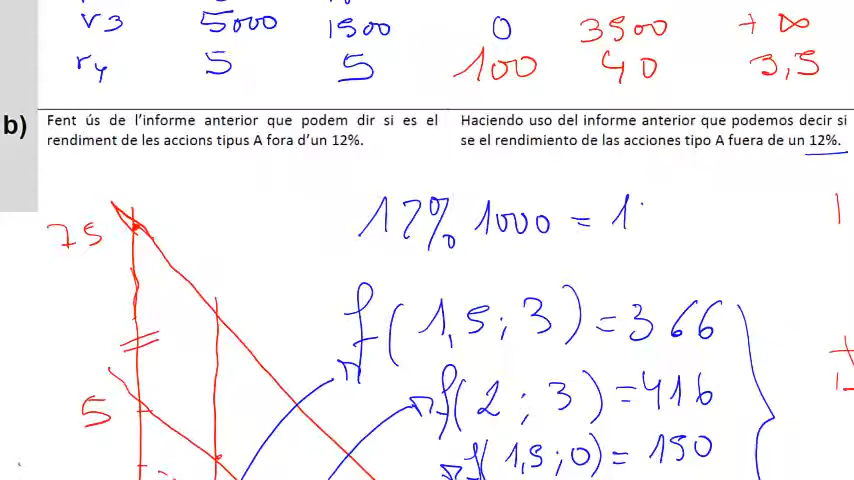 r3 5000 1500 0 3500 +∞
r4 5 5 100 40 3,5
b) Fent ús de l'informe anterior que podem dir si es el rendiment de les accions tipus A fora d'un 12%.
Haciendo uso del informe anterior que podemos decir si se el rendimiento de las acciones tipo A fuera de un 12%.
12% 1000 = 1
75
f(1,5; 3) = 366
f(2; 3) = 416
5
f(1,5; 0) = 150